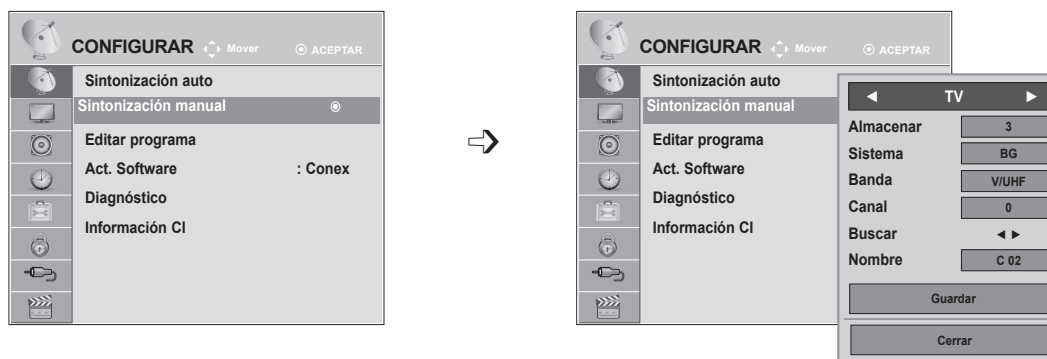 CONFIGURAR Mover ACEPTAR
Sintonización auto
Sintonización manual
Editar programa
Act. Software : Conex
Diagnóstico
Información CI
CONFIGURAR Mover ACEPTAR
Sintonización auto
Sintonización manual
Editar programa
Act. Software
Diagnóstico
Información CI
◄ TV ►
Almacenar 3
Sistema BG
Banda V/UHF
Canal 0
Buscar ◄ ►
Nombre C 02
Guardar
Cerrar